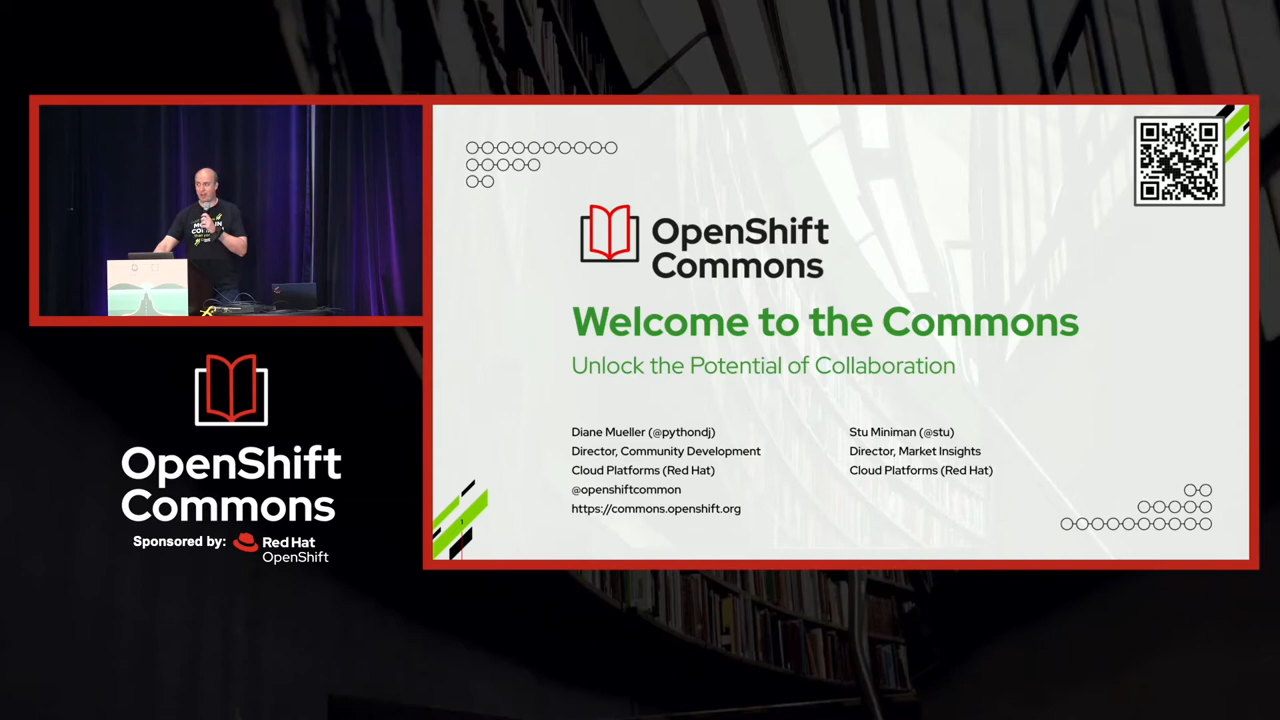 OpenShift
Commons
Welcome to the Commons
Unlock the Potential of Collaboration
Diane Mueller (@pythondj)
Director, Community Development
Cloud Platforms (Red Hat)
@openshiftcommon
https://commons.openshift.org
Stu Miniman (@stu)
Director, Market Insights
Cloud Platforms (Red Hat)
1
OpenShift
Commons
Sponsored by:
Red Hat
OpenShift